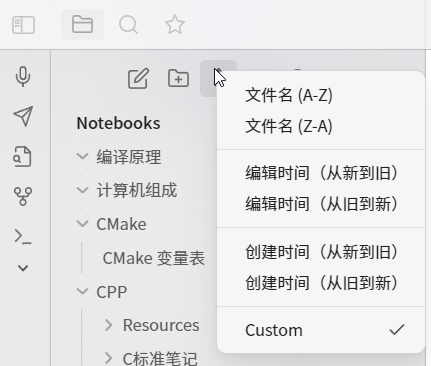 Notebooks
编译原理
计算机组成
CMake
CMake 变量表
CPP
Resources
C标准笔记
文件名 (A-Z)
文件名 (Z-A)
编辑时间（从新到旧）
编辑时间（从旧到新）
创建时间（从新到旧）
创建时间（从旧到新）
Custom